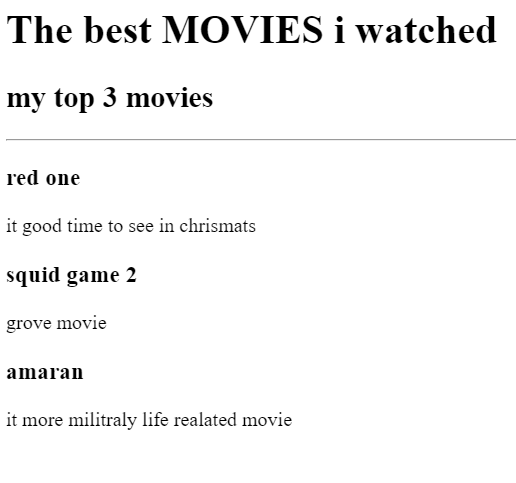 The best MOVIES i watched
my top 3 movies
red one
it good time to see in chrismats
squid game 2
grove movie
amaran
it more militraly life realated movie